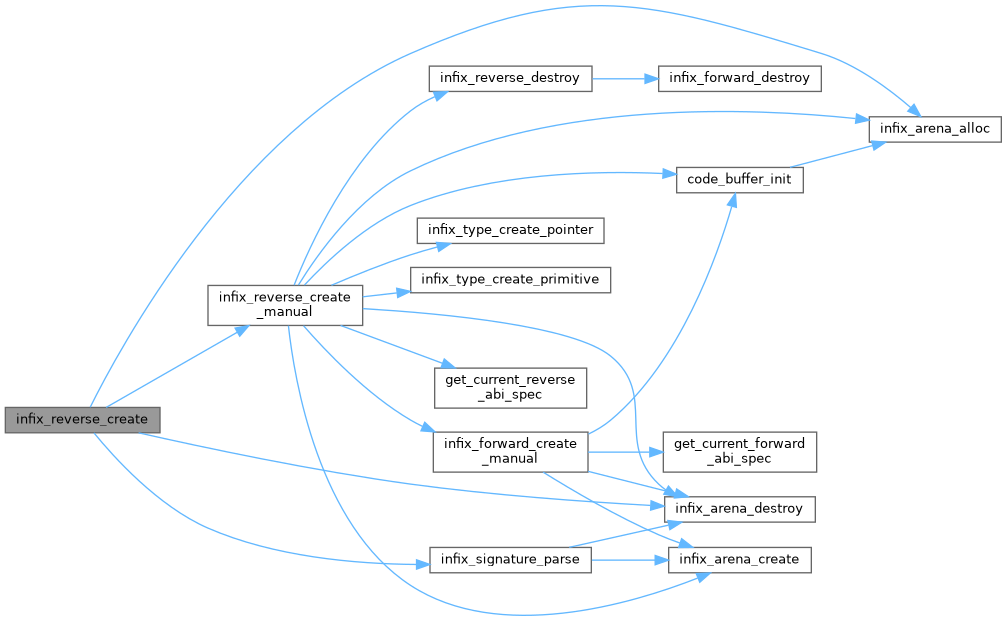 infix_reverse_destroy
infix_forward_destroy
infix_arena_alloc
code_buffer_init
infix_type_create_pointer
infix_type_create_primitive
infix_reverse_create
_manual
get_current_reverse
_abi_spec
infix_reverse_create
infix_forward_create
_manual
get_current_forward
_abi_spec
infix_arena_destroy
infix_signature_parse
infix_arena_create